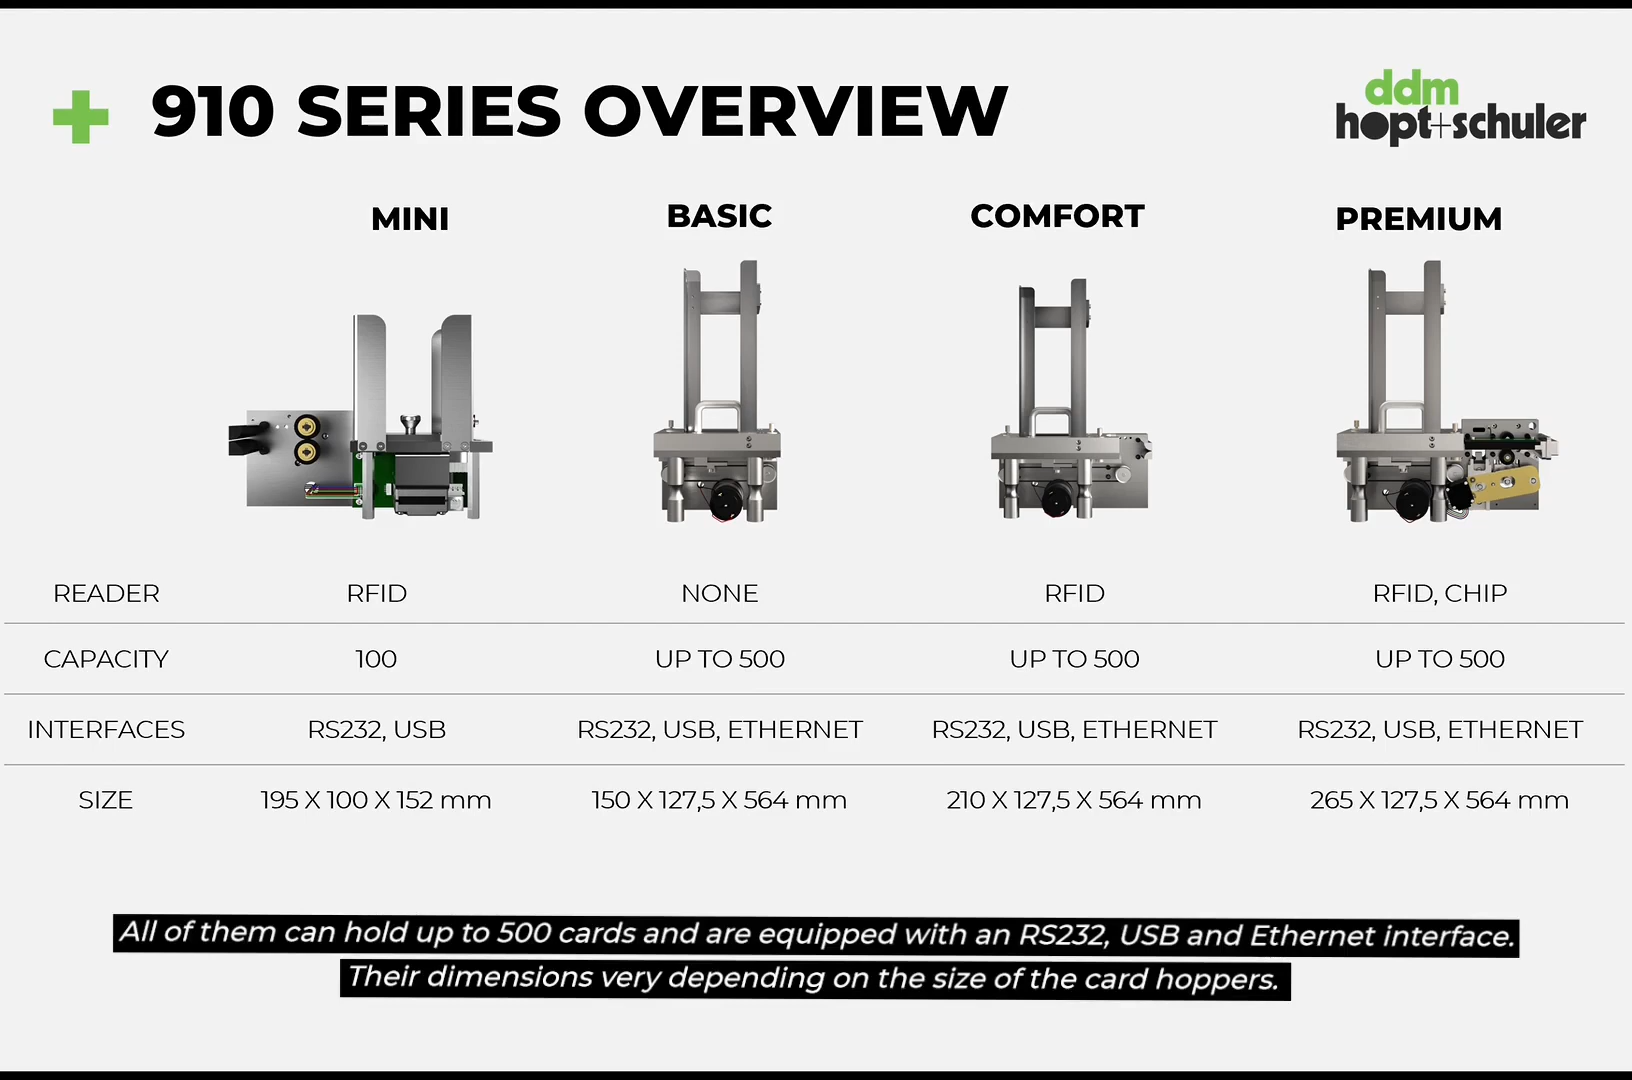 910 SERIES OVERVIEW
ddm
hopt+schuler
MINI BASIC COMFORT PREMIUM
READER RFID NONE RFID RFID, CHIP
CAPACITY 100 UP TO 500 UP TO 500 UP TO 500
INTERFACES RS232, USB RS232, USB, ETHERNET RS232, USB, ETHERNET RS232, USB, ETHERNET
SIZE 195 X 100 X 152 mm 150 X 127,5 X 564 mm 210 X 127,5 X 564 mm 265 X 127,5 X 564 mm
All of them can hold up to 500 cards and are equipped with an RS232, USB and Ethernet interface.
Their dimensions very depending on the size of the card hoppers.